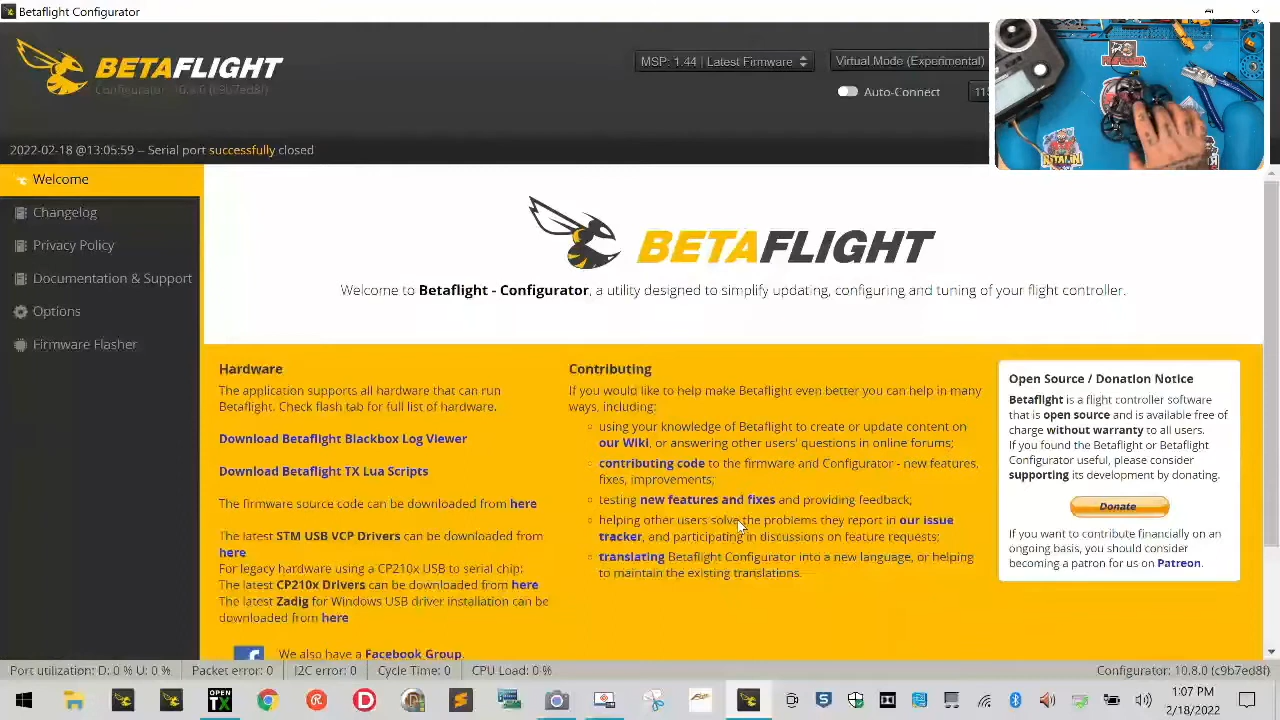 Betaflight Configurator
BETAFLIGHT
Configurator 10.8.0 (c9b7ed8f)
MSP: 1.44 | Latest Firmware
Virtual Mode (Experimental)
Auto-Connect
115
2022-02-18 @13:05:59 -- Serial port successfully closed
Welcome
Changelog
Privacy Policy
Documentation & Support
Options
Firmware Flasher
BETAFLIGHT
Welcome to Betaflight - Configurator, a utility designed to simplify updating, configuring and tuning of your flight controller.
Hardware
The application supports all hardware that can run
Betaflight. Check flash tab for full list of hardware.
Download Betaflight Blackbox Log Viewer
Download Betaflight TX Lua Scripts
The firmware source code can be downloaded from here
The latest STM USB VCP Drivers can be downloaded from
here
For legacy hardware using a CP210x USB to serial chip:
The latest CP210x Drivers can be downloaded from here
The latest Zadig for Windows USB driver installation can be
downloaded from here
We also have a Facebook Group.
Contributing
If you would like to help make Betaflight even better you can help in many
ways, including:
using your knowledge of Betaflight to create or update content on
our Wiki, or answering other users' questions in online forums;
contributing code to the firmware and Configurator - new features,
fixes, improvements;
testing new features and fixes and providing feedback;
helping other users solve the problems they report in our issue
tracker, and participating in discussions on feature requests;
translating Betaflight Configurator into a new language, or helping
to maintain the existing translations.
Open Source / Donation Notice
Betaflight is a flight controller software
that is open source and is available free of
charge without warranty to all users.
If you found the Betaflight or Betaflight
Configurator useful, please consider
supporting its development by donating.
Donate
If you want to contribute financially on an
ongoing basis, you should consider
becoming a patron for us on Patreon.
Port utilization: D: 0 % U: 0 %
Packet error: 0
I2C error: 0
Cycle Time: 0
CPU Load: 0 %
Configurator: 10.8.0 (c9b7ed8f)
OPEN
TX
1:07 PM
2/18/2022